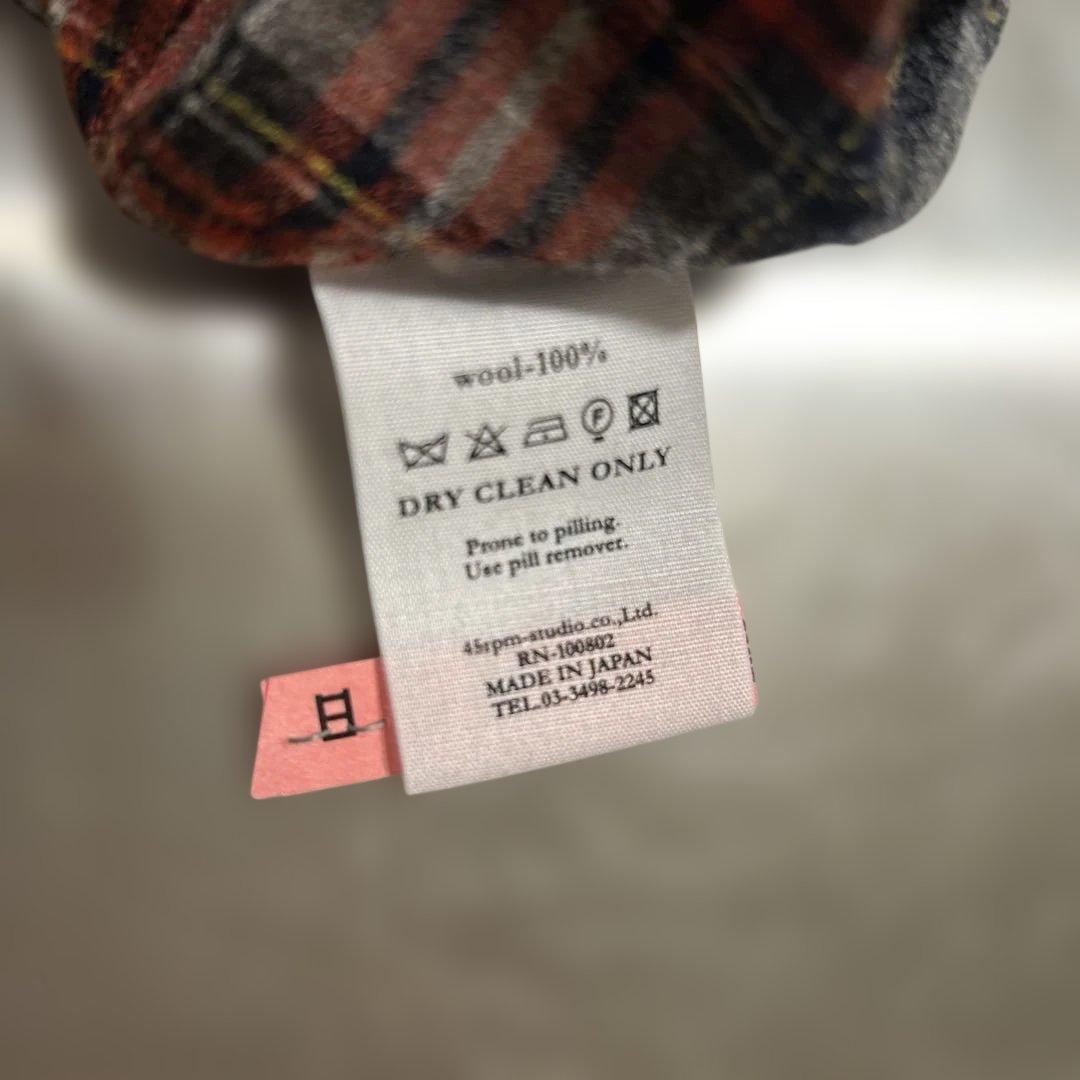 wool-100%
F
DRY CLEAN ONLY
Prone to pilling.
Use pill remover.
45rpm-studio co.,Ltd.
RN-100802
MADE IN JAPAN
TEL.03-3498-2245